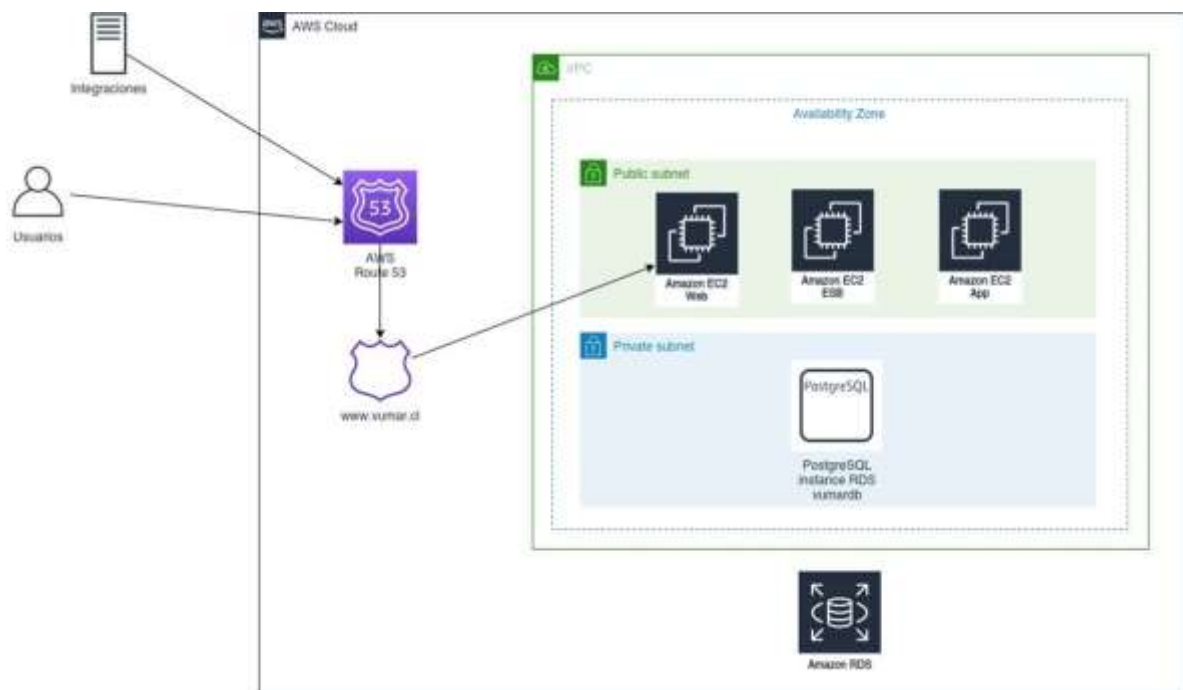 aws AWS Cloud
Integraciones
VPC
Availability Zone
Public subnet
53
Usuarios
AWS
Route 53
Amazon EC2
Web
Amazon EC2
ESB
Amazon EC2
App
Private subnet
www.vumar.cl
PostgreSQL
PostgreSQL
instance RDS
vumardb
Amazon RDS